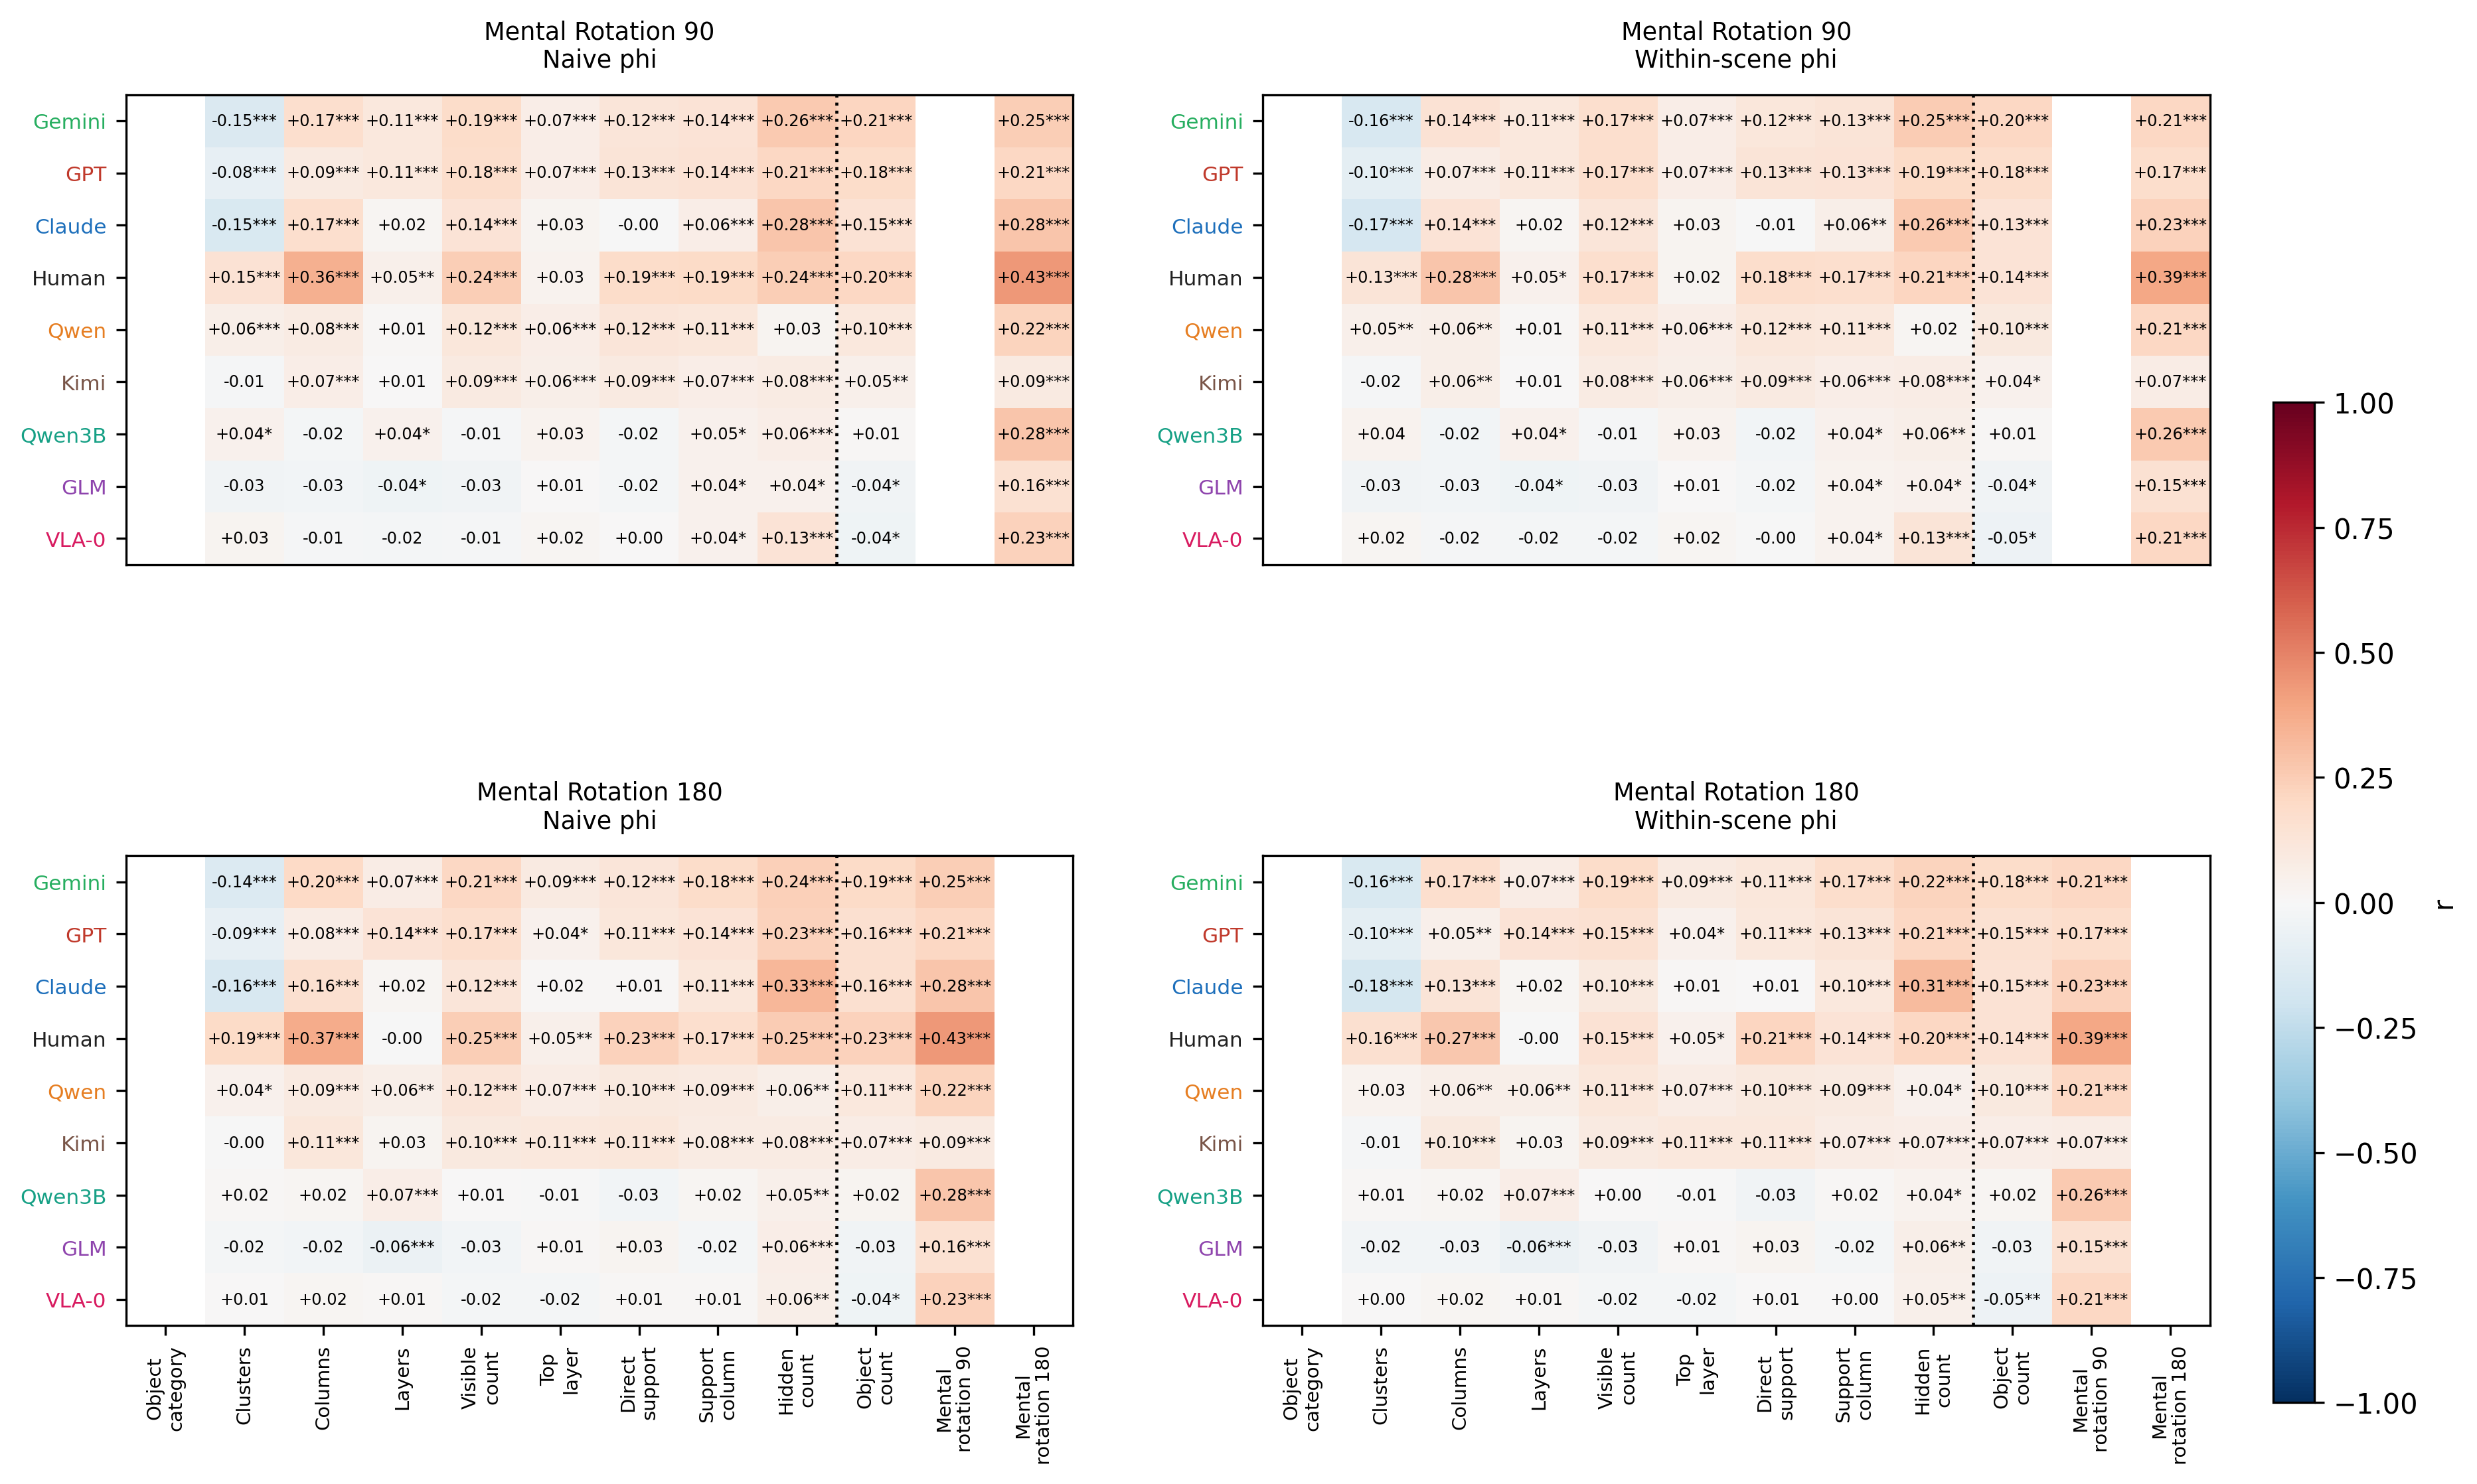 Mental Rotation 90
Naive phi
Gemini -0.15*** +0.17*** +0.11*** +0.19*** +0.07*** +0.12*** +0.14*** +0.26*** +0.21*** +0.25***
GPT -0.08*** +0.09*** +0.11*** +0.18*** +0.07*** +0.13*** +0.14*** +0.21*** +0.18*** +0.21***
Claude -0.15*** +0.17*** +0.02 +0.14*** +0.03 -0.00 +0.06*** +0.28*** +0.15*** +0.28***
Human +0.15*** +0.36*** +0.05** +0.24*** +0.03 +0.19*** +0.19*** +0.24*** +0.20*** +0.43***
Qwen +0.06*** +0.08*** +0.01 +0.12*** +0.06*** +0.12*** +0.11*** +0.03 +0.10*** +0.22***
Kimi -0.01 +0.07*** +0.01 +0.09*** +0.06*** +0.09*** +0.07*** +0.08*** +0.05** +0.09***
Qwen3B +0.04* -0.02 +0.04* -0.01 +0.03 -0.02 +0.05* +0.06*** +0.01 +0.28***
GLM -0.03 -0.03 -0.04* -0.03 +0.01 -0.02 +0.04* +0.04* -0.04* +0.16***
VLA-0 +0.03 -0.01 -0.02 -0.01 +0.02 +0.00 +0.04* +0.13*** -0.04* +0.23***
Mental Rotation 90
Within-scene phi
Gemini -0.16*** +0.14*** +0.11*** +0.17*** +0.07*** +0.12*** +0.13*** +0.25*** +0.20*** +0.21***
GPT -0.10*** +0.07*** +0.11*** +0.17*** +0.07*** +0.13*** +0.13*** +0.19*** +0.18*** +0.17***
Claude -0.17*** +0.14*** +0.02 +0.12*** +0.03 -0.01 +0.06** +0.26*** +0.13*** +0.23***
Human +0.13*** +0.28*** +0.05* +0.17*** +0.02 +0.18*** +0.17*** +0.21*** +0.14*** +0.39***
Qwen +0.05** +0.06** +0.01 +0.11*** +0.06*** +0.12*** +0.11*** +0.02 +0.10*** +0.21***
Kimi -0.02 +0.06** +0.01 +0.08*** +0.06*** +0.09*** +0.06*** +0.08*** +0.04* +0.07***
Qwen3B +0.04 -0.02 +0.04* -0.01 +0.03 -0.02 +0.04* +0.06** +0.01 +0.26***
GLM -0.03 -0.03 -0.04* -0.03 +0.01 -0.02 +0.04* +0.04* -0.04* +0.15***
VLA-0 +0.02 -0.02 -0.02 -0.02 +0.02 -0.00 +0.04* +0.13*** -0.05* +0.21***
Mental Rotation 180
Naive phi
Gemini -0.14*** +0.20*** +0.07*** +0.21*** +0.09*** +0.12*** +0.18*** +0.24*** +0.19*** +0.25***
GPT -0.09*** +0.08*** +0.14*** +0.17*** +0.04* +0.11*** +0.14*** +0.23*** +0.16*** +0.21***
Claude -0.16*** +0.16*** +0.02 +0.12*** +0.02 +0.01 +0.11*** +0.33*** +0.16*** +0.28***
Human +0.19*** +0.37*** -0.00 +0.25*** +0.05** +0.23*** +0.17*** +0.25*** +0.23*** +0.43***
Qwen +0.04* +0.09*** +0.06** +0.12*** +0.07*** +0.10*** +0.09*** +0.06** +0.11*** +0.22***
Kimi -0.00 +0.11*** +0.03 +0.10*** +0.11*** +0.11*** +0.08*** +0.08*** +0.07*** +0.09***
Qwen3B +0.02 +0.02 +0.07*** +0.01 -0.01 -0.03 +0.02 +0.05** +0.02 +0.28***
GLM -0.02 -0.02 -0.06*** -0.03 +0.01 +0.03 -0.02 +0.06*** -0.03 +0.16***
VLA-0 +0.01 +0.02 +0.01 -0.02 -0.02 +0.01 +0.01 +0.06** -0.04* +0.23***
Object
category
Clusters
Columns
Layers
Visible
count
Top
layer
Direct
support
Support
column
Hidden
count
Object
count
Mental
rotation 90
Mental
rotation 180
Mental Rotation 180
Within-scene phi
Gemini -0.16*** +0.17*** +0.07*** +0.19*** +0.09*** +0.11*** +0.17*** +0.22*** +0.18*** +0.21***
GPT -0.10*** +0.05** +0.14*** +0.15*** +0.04* +0.11*** +0.13*** +0.21*** +0.15*** +0.17***
Claude -0.18*** +0.13*** +0.02 +0.10*** +0.01 +0.01 +0.10*** +0.31*** +0.15*** +0.23***
Human +0.16*** +0.27*** -0.00 +0.15*** +0.05* +0.21*** +0.14*** +0.20*** +0.14*** +0.39***
Qwen +0.03 +0.06** +0.06** +0.11*** +0.07*** +0.10*** +0.09*** +0.04* +0.10*** +0.21***
Kimi -0.01 +0.10*** +0.03 +0.09*** +0.11*** +0.11*** +0.07*** +0.07*** +0.07*** +0.07***
Qwen3B +0.01 +0.02 +0.07*** +0.00 -0.01 -0.03 +0.02 +0.04* +0.02 +0.26***
GLM -0.02 -0.03 -0.06*** -0.03 +0.01 +0.03 -0.02 +0.06** -0.03 +0.15***
VLA-0 +0.00 +0.02 +0.01 -0.02 -0.02 +0.01 +0.00 +0.05** -0.05** +0.21***
Object
category
Clusters
Columns
Layers
Visible
count
Top
layer
Direct
support
Support
column
Hidden
count
Object
count
Mental
rotation 90
Mental
rotation 180
1.00
0.75
0.50
0.25
0.00
−0.25
−0.50
−0.75
−1.00
r